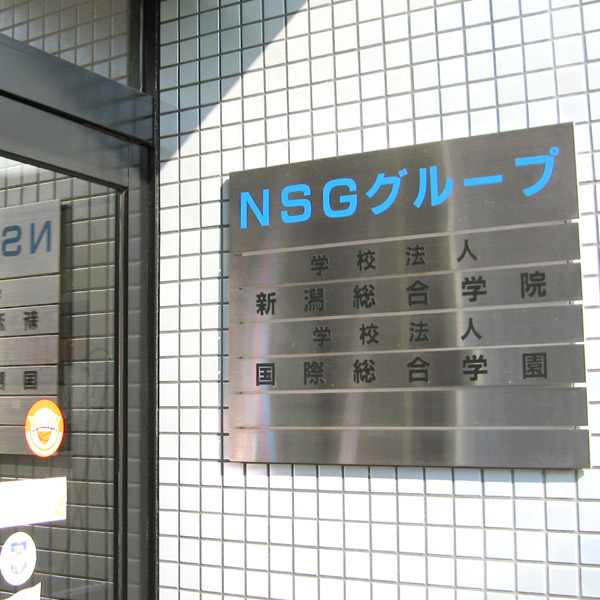 NSGグループ
学校法人
新潟総合学院
学校法人
国際総合学園